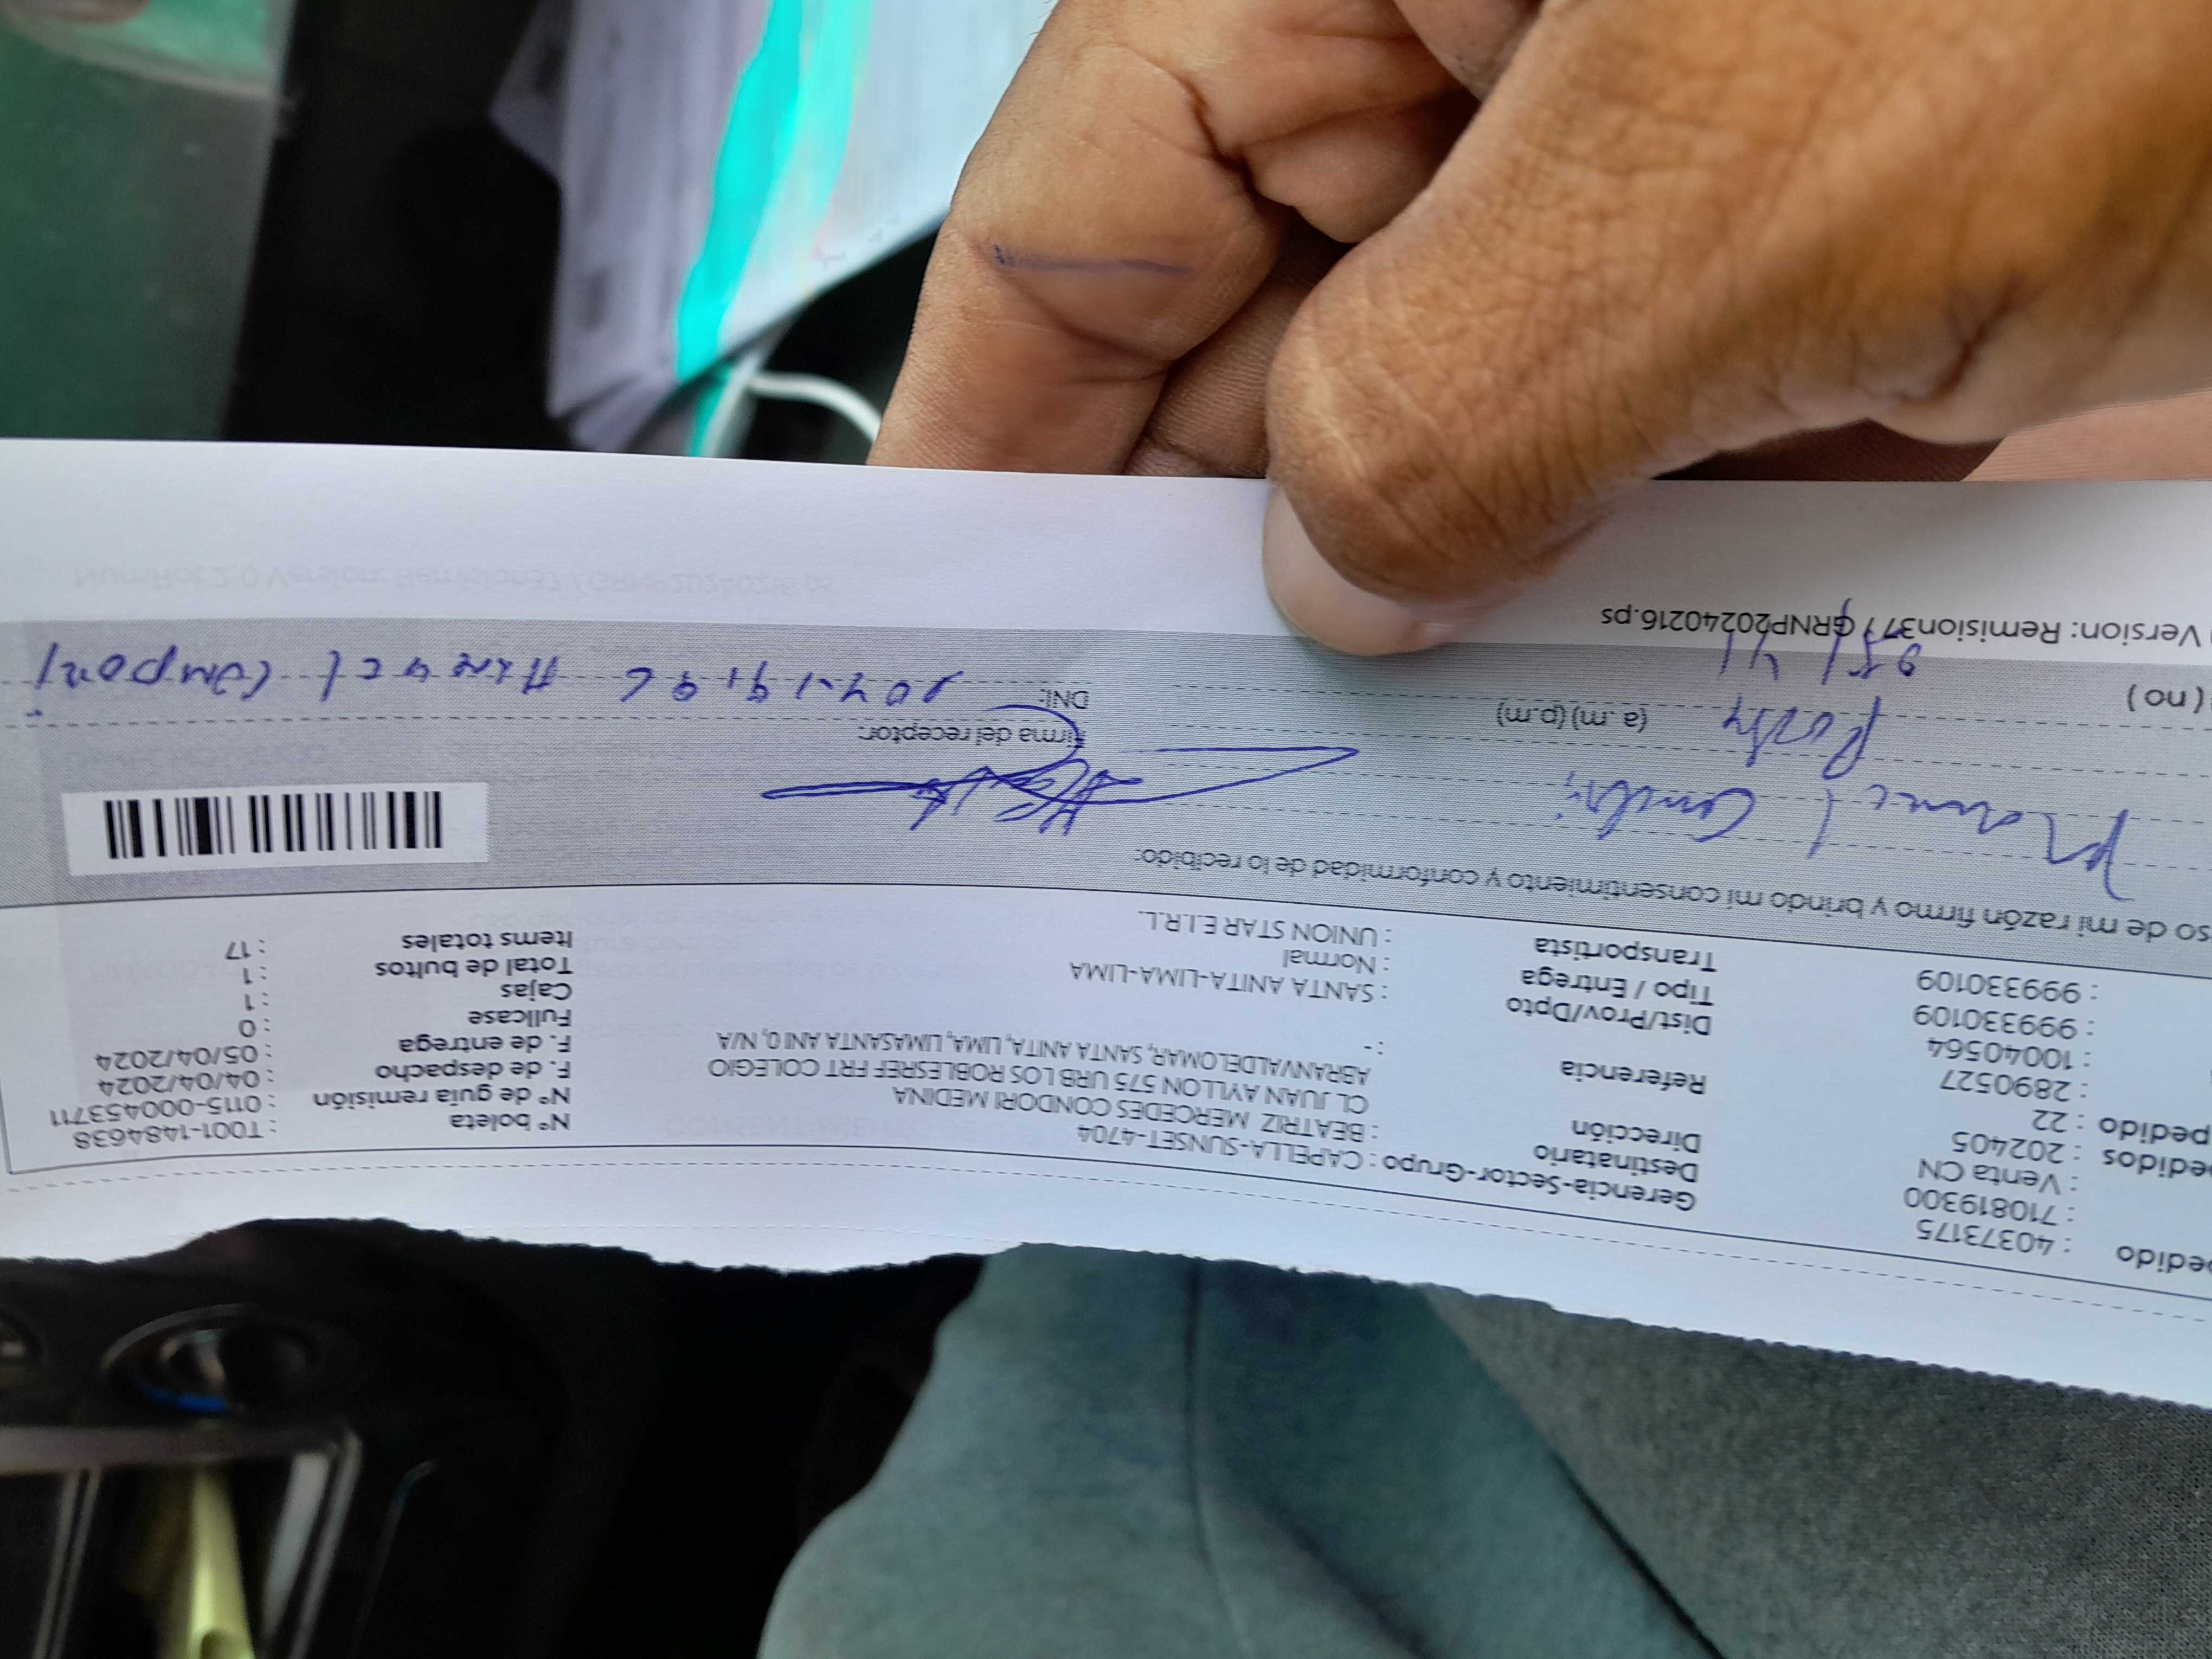 edido : 40373175
: 710819300
: Venta CN
edidos : 202405
pedido : 22
: 2890527
: 10040564
: 999330109
: 999330109
Gerencia-Sector-Grupo : CAPELLA-SUNSET-4704
Destinatario : BEATRIZ MERCEDES CONDORI MEDINA
Dirección CL JUAN AYLLON 575 URB LOS ROBLESREF FRT COLEGIO
ABRANVALDELOMAR, SANTA ANITA, LIMA, LIMASANTA ANI 0, N/A
Referencia : -
Dist/Prov/Dpto : SANTA ANITA-LIMA-LIMA
Tipo / Entrega : Normal
Transportista : UNION STAR E.I.R.L.
N° boleta : T001-1484638
N° de guía remisión : 0115-000453711
F. de despacho : 04/04/2024
F. de entrega : 05/04/2024
Fullcase : 0
Cajas : 1
Total de bultos : 1
Items totales : 17
so de mi razón firmo y brindo mi consentimiento y conformidad de lo recibido:
Manuel
(a.m) (p.m)
( no )
Firma del receptor:
DNI:
Version: Remision37 / GRNP20240216.ps